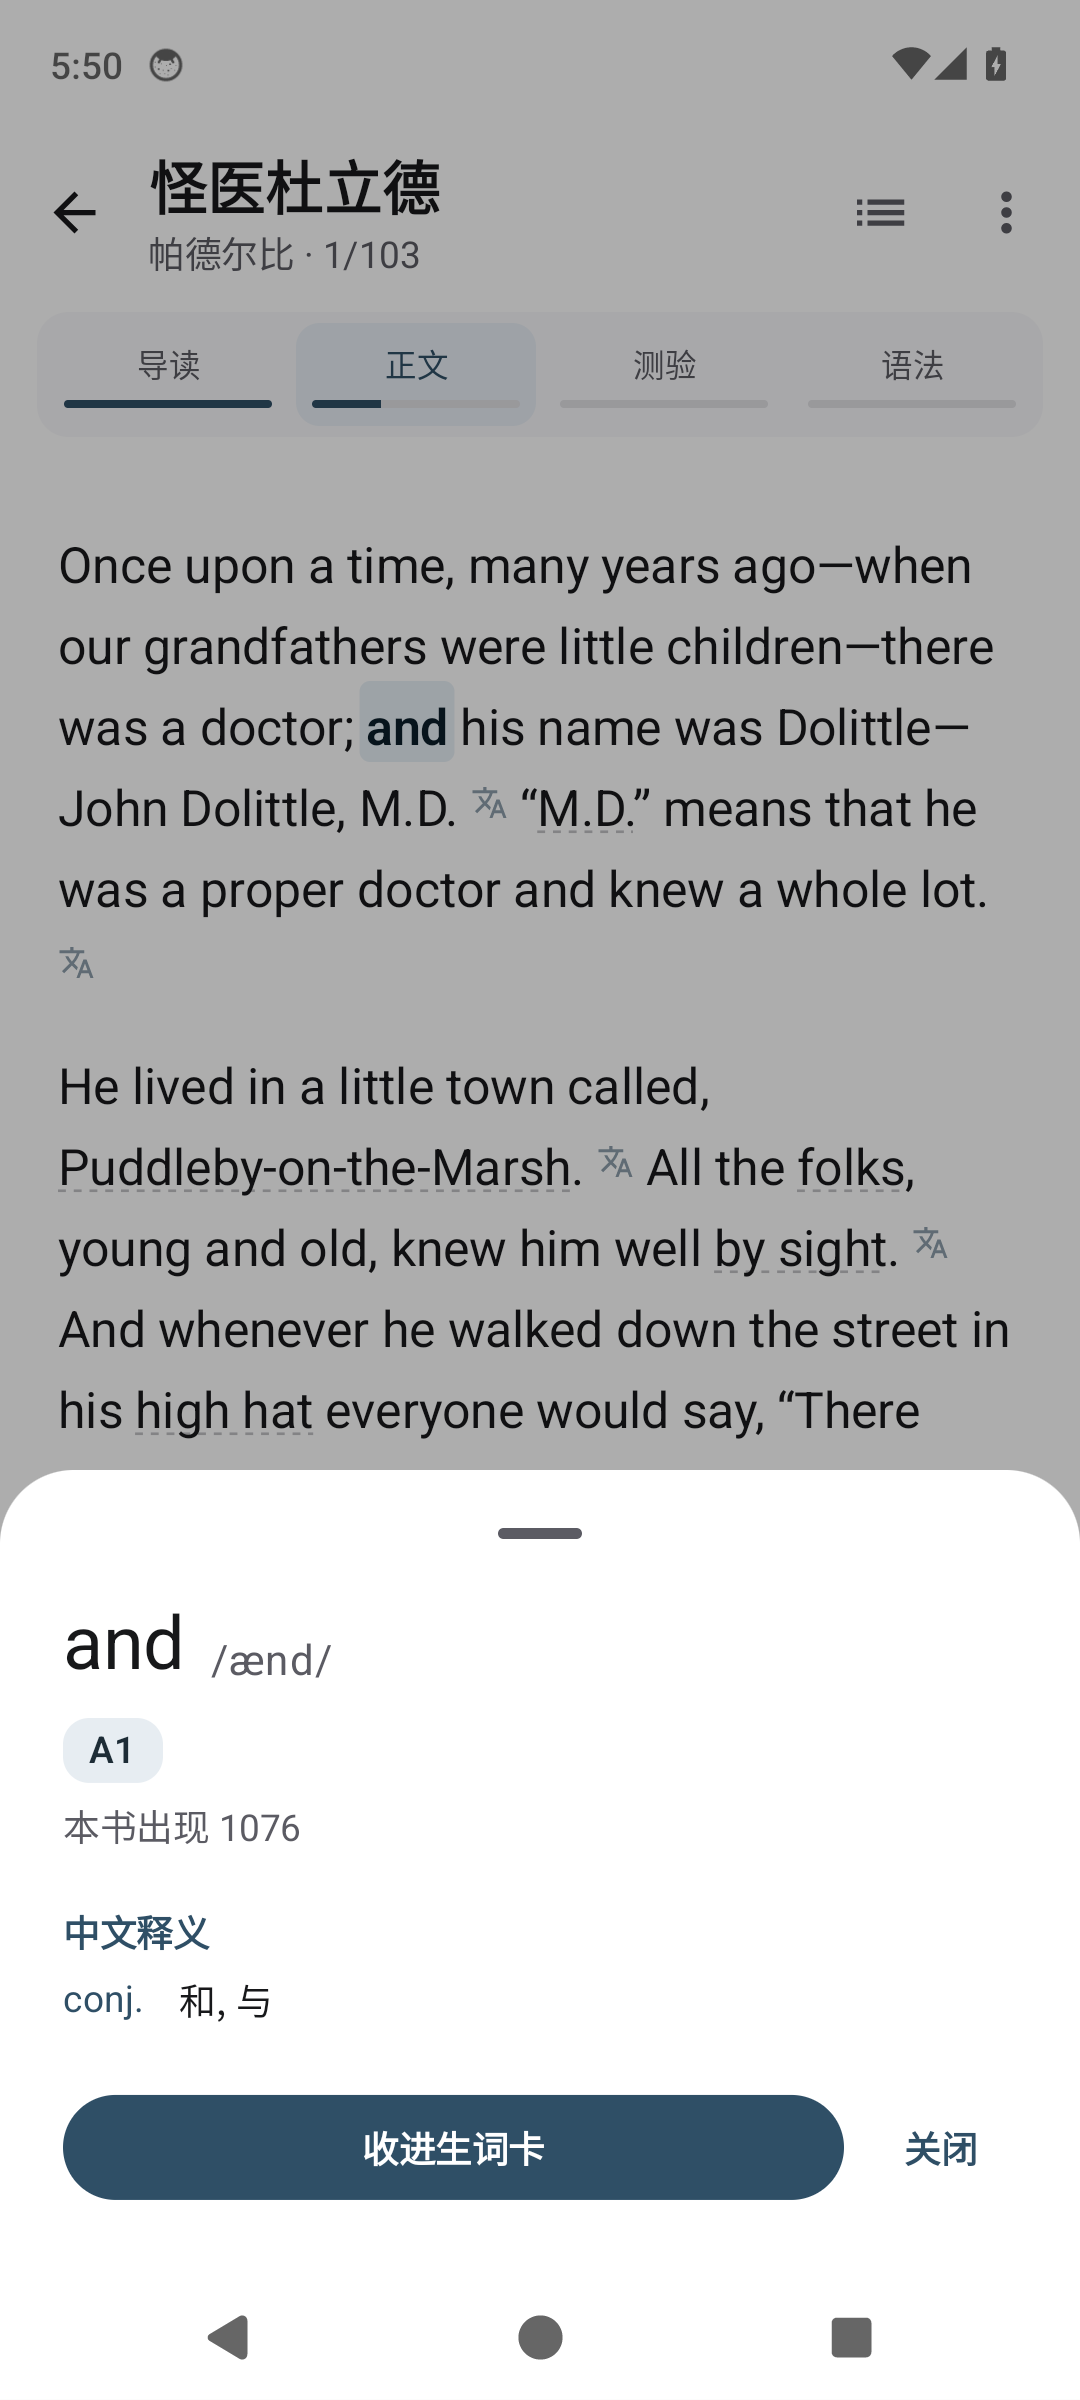 5:50
怪医杜立德
帕德尔比 · 1/103
导读 正文 测验 语法
Once upon a time, many years ago—when
our grandfathers were little children—there
was a doctor; and his name was Dolittle—
John Dolittle, M.D. “M.D.” means that he
was a proper doctor and knew a whole lot.
He lived in a little town called,
Puddleby-on-the-Marsh. All the folks,
young and old, knew him well by sight.
And whenever he walked down the street in
his high hat everyone would say, “There
and /ænd/
A1
本书出现 1076
中文释义
conj. 和, 与
收进生词卡 关闭